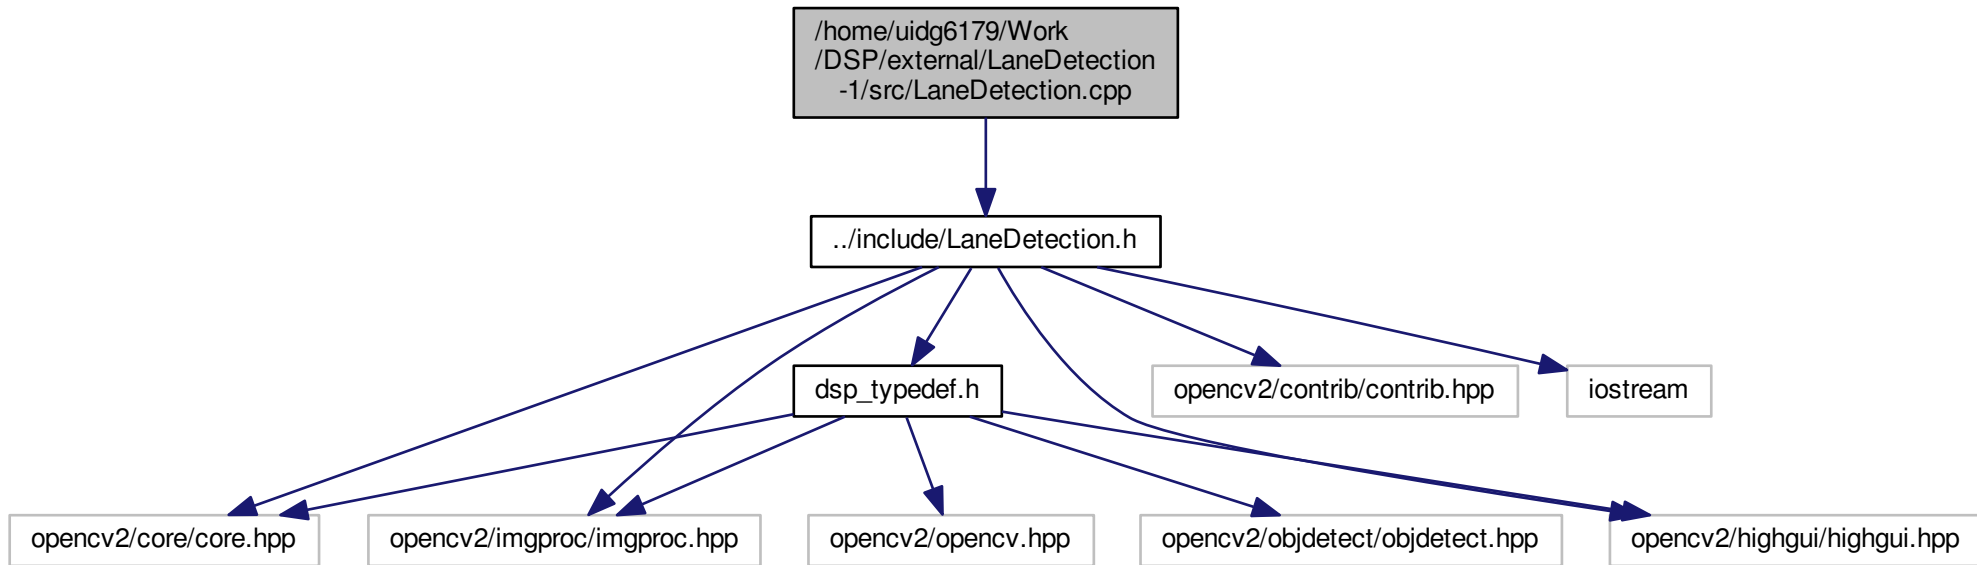 /home/uidg6179/Work
/DSP/external/LaneDetection
-1/src/LaneDetection.cpp
../include/LaneDetection.h
dsp_typedef.h
opencv2/contrib/contrib.hpp
iostream
opencv2/core/core.hpp
opencv2/imgproc/imgproc.hpp
opencv2/opencv.hpp
opencv2/objdetect/objdetect.hpp
opencv2/highgui/highgui.hpp